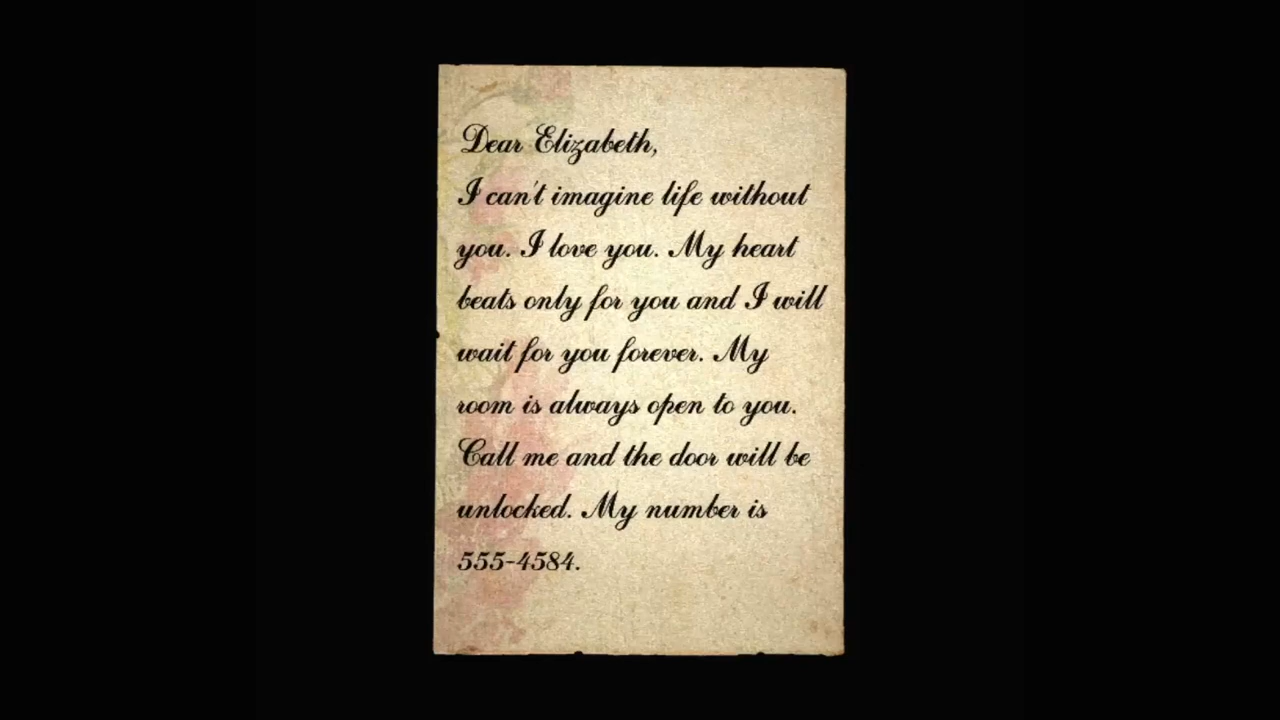 Dear Elizabeth,
I can't imagine life without
you. I love you. My heart
beats only for you and I will
wait for you forever. My
room is always open to you.
Call me and the door will be
unlocked. My number is
555-4584.